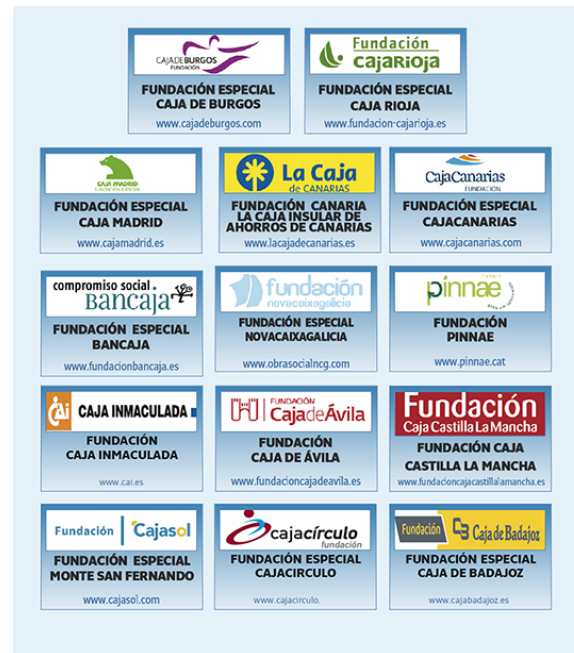 CAJADEBURGOS
FUNDACIÓN
FUNDACIÓN ESPECIAL
CAJA DE BURGOS
www.cajadeburgos.com
Fundación
cajaRioja
FUNDACIÓN ESPECIAL
CAJA RIOJA
www.fundacion-cajarioja.es
CAJA MADRID
FUNDACIÓN ESPECIAL
CAJA MADRID
www.cajamadrid.es
La Caja
de CANARIAS
FUNDACIÓN CANARIA
LA CAJA INSULAR DE
AHORROS DE CANARIAS
www.lacajadecanarias.es
CajaCanarias
FUNDACIÓN
FUNDACIÓN ESPECIAL
CAJACANARIAS
www.cajacanarias.com
compromiso social
Bancaja
FUNDACIÓN ESPECIAL
BANCAJA
www.fundacionbancaja.es
fundación
novacaixagalicia
FUNDACIÓN ESPECIAL
NOVACAIXAGALICIA
www.obrasocialncg.com
pinnae
FUNDACIÓN
PINNAE
www.pinnae.cat
CAi CAJA INMACULADA
FUNDACIÓN
CAJA INMACULADA
www.cai.es
FUNDACIÓN
CajadeÁvila
FUNDACIÓN
CAJA DE ÁVILA
www.fundacioncajadeavila.es
Fundación
Caja Castilla La Mancha
FUNDACIÓN CAJA
CASTILLA LA MANCHA
www.fundacioncajacastillalamancha.es
Fundación Cajasol
FUNDACIÓN ESPECIAL
MONTE SAN FERNANDO
www.cajasol.com
cajacírculo
fundación
FUNDACIÓN ESPECIAL
CAJACIRCULO
www.cajacirculo.
Fundación CB Caja de Badajoz
FUNDACIÓN ESPECIAL
CAJA DE BADAJOZ
www.cajabadajoz.es